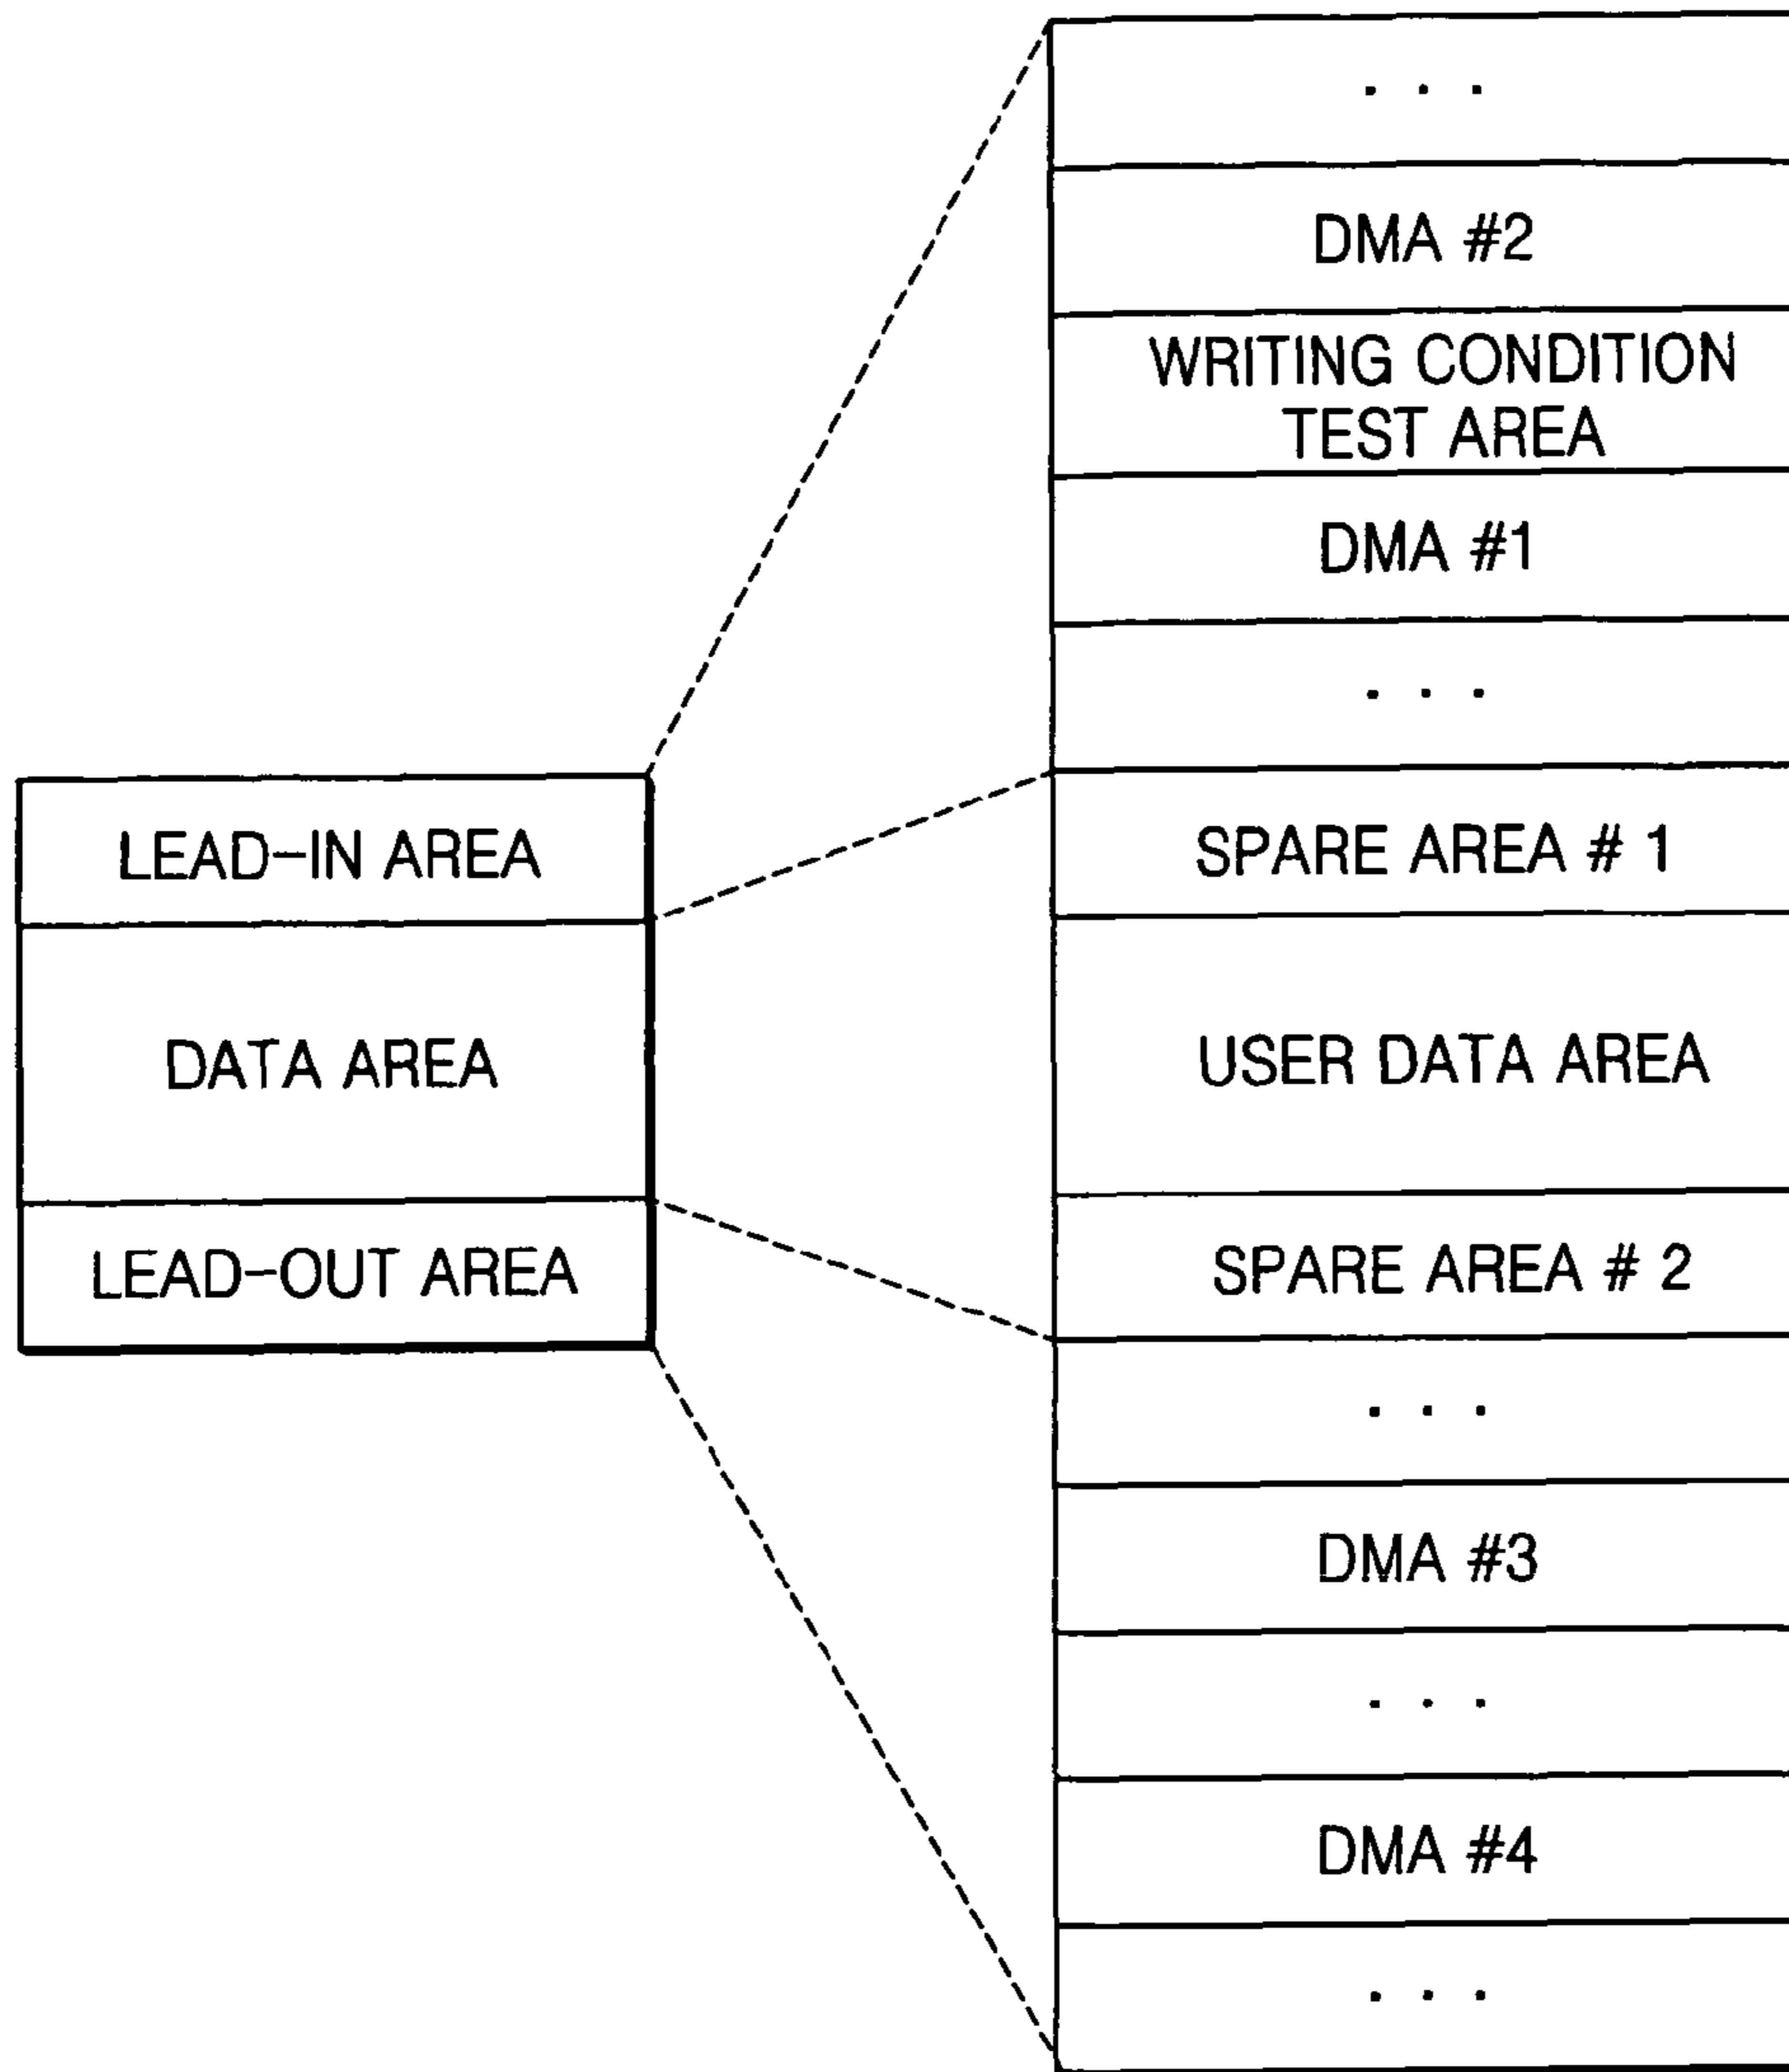 LEAD-IN AREA
DATA AREA
LEAD-OUT AREA
. . .
DMA #2
WRITING CONDITION
TEST AREA
DMA #1
. . .
SPARE AREA # 1
USER DATA AREA
SPARE AREA # 2
. . .
DMA #3
. . .
DMA #4
. . .